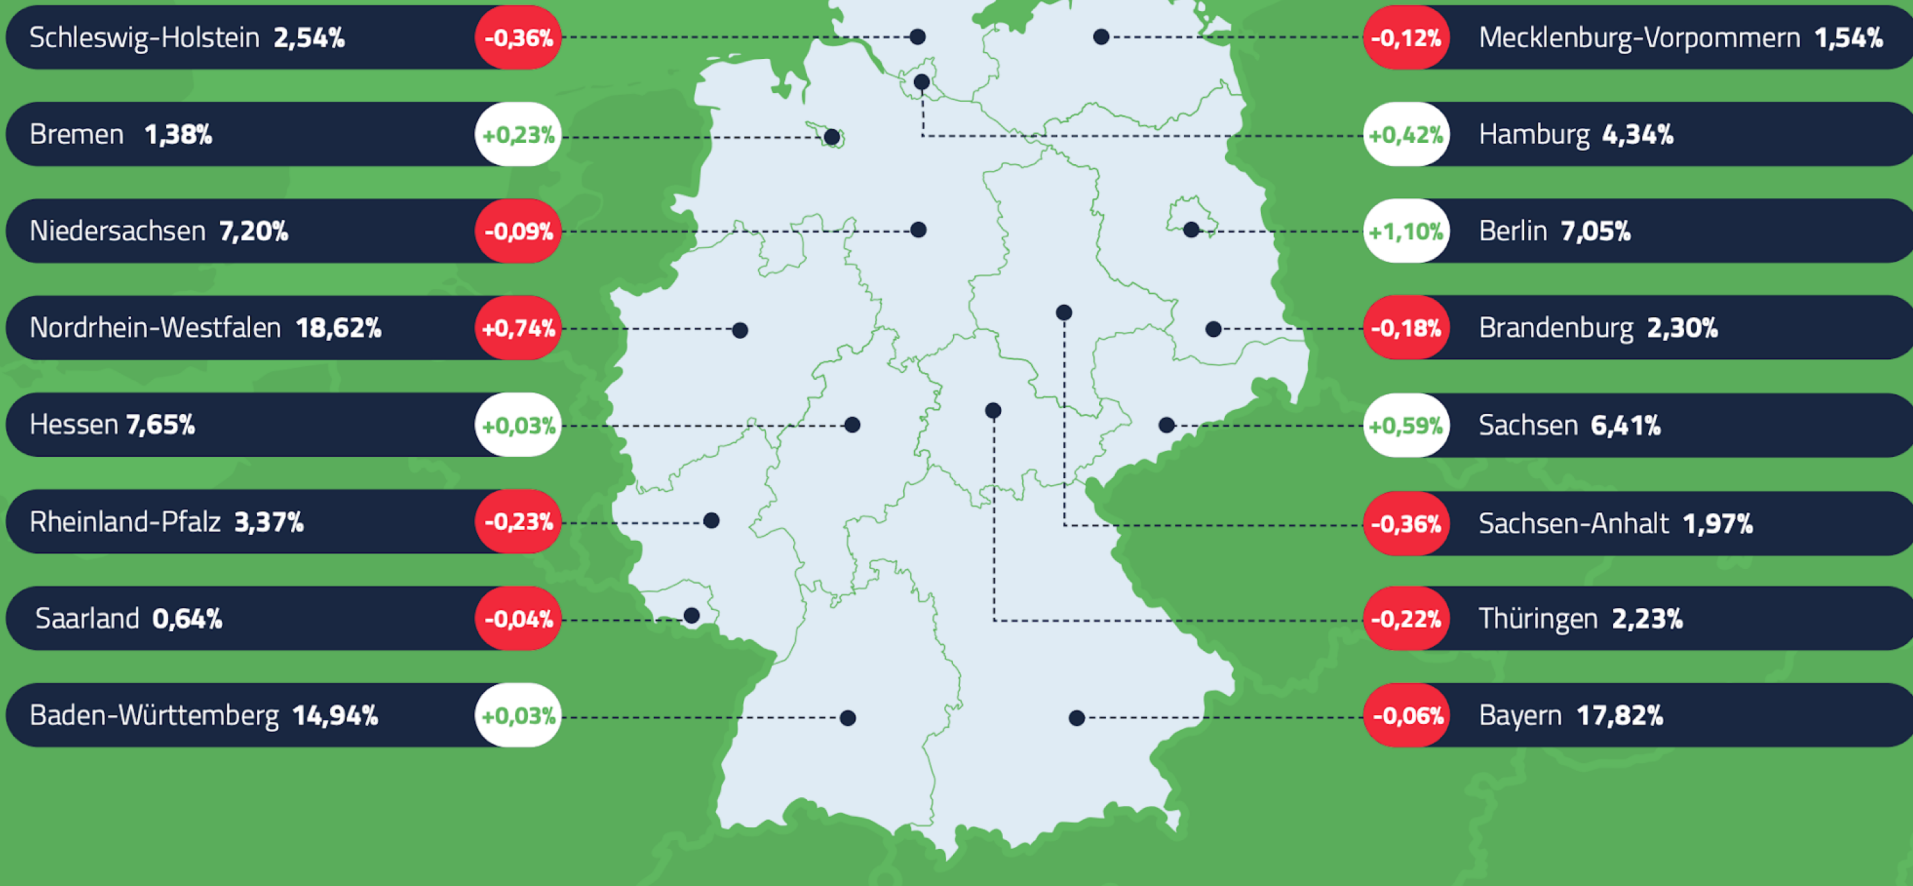 Schleswig-Holstein 2,54% -0,36%
Bremen 1,38% +0,23%
Niedersachsen 7,20% -0,09%
Nordrhein-Westfalen 18,62% +0,74%
Hessen 7,65% +0,03%
Rheinland-Pfalz 3,37% -0,23%
Saarland 0,64% -0,04%
Baden-Württemberg 14,94% +0,03%
-0,12% Mecklenburg-Vorpommern 1,54%
+0,42% Hamburg 4,34%
+1,10% Berlin 7,05%
-0,18% Brandenburg 2,30%
+0,59% Sachsen 6,41%
-0,36% Sachsen-Anhalt 1,97%
-0,22% Thüringen 2,23%
-0,06% Bayern 17,82%